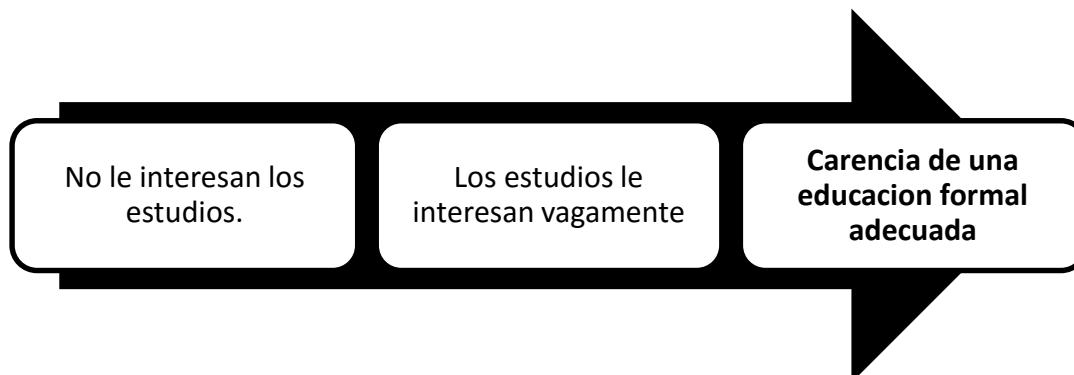 No le interesan los
estudios.
Los estudios le
interesan vagamente
Carencia de una
educacion formal
adecuada